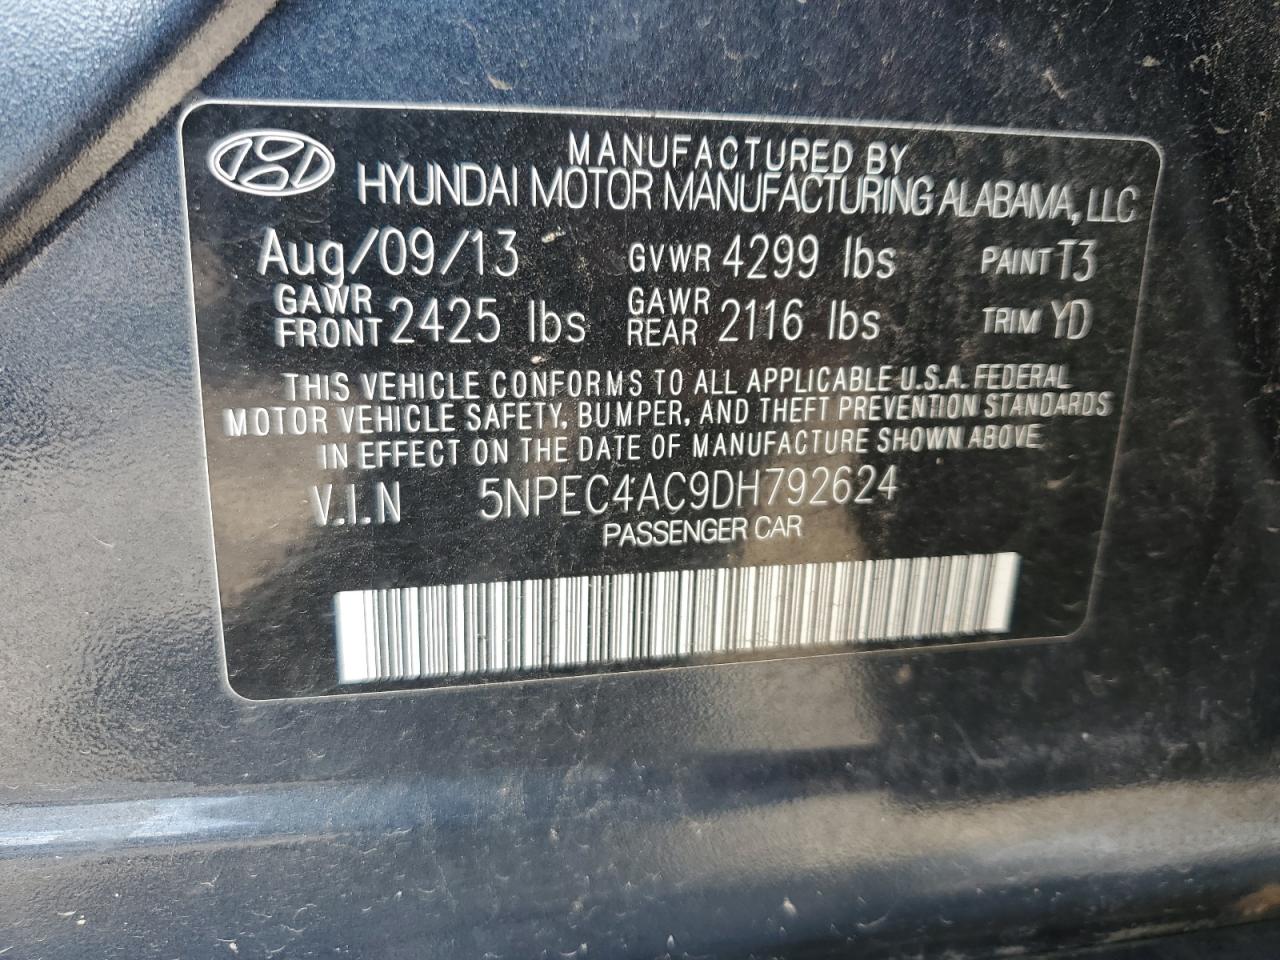 MANUFACTURED BY
HYUNDAI MOTOR MANUFACTURING ALABAMA, LLC
Aug/09/13 GVWR 4299 lbs PAINT T3
GAWR FRONT 2425 lbs GAWR REAR 2116 lbs TRIM YD
THIS VEHICLE CONFORMS TO ALL APPLICABLE U.S.A. FEDERAL
MOTOR VEHICLE SAFETY, BUMPER, AND THEFT PREVENTION STANDARDS
IN EFFECT ON THE DATE OF MANUFACTURE SHOWN ABOVE
V.I.N 5NPEC4AC9DH792624
PASSENGER CAR